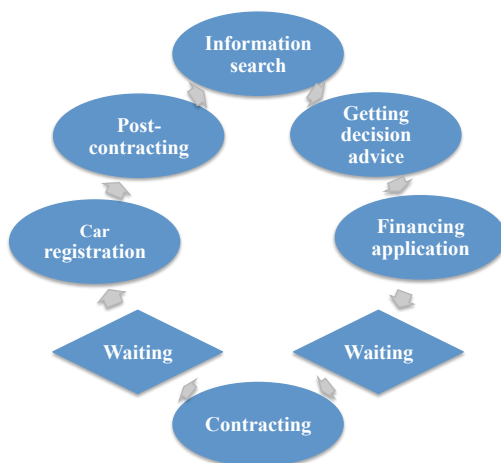 Information
search
Getting
decision
advice
Financing
application
Waiting
Contracting
Waiting
Car
registration
Post-
contracting